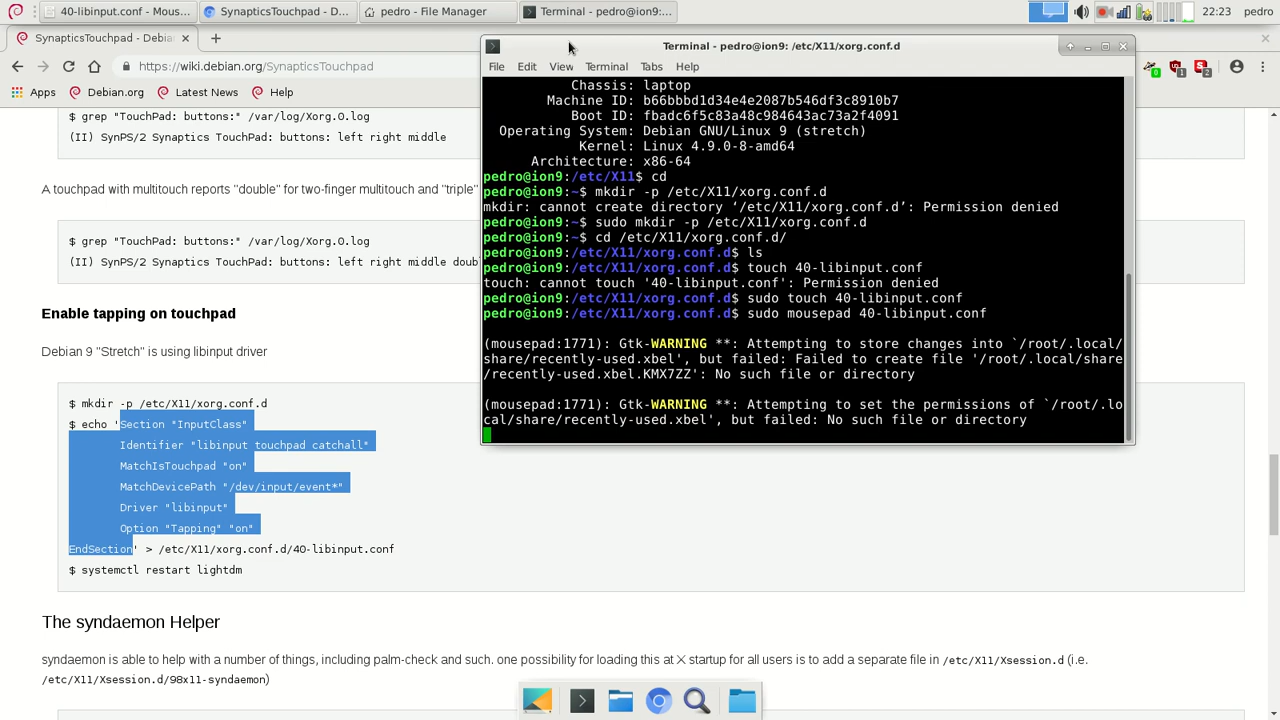 40-libinput.conf - Mous...
SynapticsTouchpad - D...
pedro - File Manager
Terminal - pedro@ion9:...
22:23
pedro
SynapticsTouchpad - Debia
https://wiki.debian.org/SynapticsTouchpad
Apps
Debian.org
Latest News
Help
0
1
2
$ grep "TouchPad: buttons:" /var/log/Xorg.0.log
(II) SynPS/2 Synaptics TouchPad: buttons: left right middle
A touchpad with multitouch reports "double" for two-finger multitouch and "triple"
$ grep "TouchPad: buttons:" /var/log/Xorg.0.log
(II) SynPS/2 Synaptics TouchPad: buttons: left right middle doubl
Enable tapping on touchpad
Debian 9 "Stretch" is using libinput driver
$ mkdir -p /etc/X11/xorg.conf.d
$ echo 'Section "InputClass"
Identifier "libinput touchpad catchall"
MatchIsTouchpad "on"
MatchDevicePath "/dev/input/event*"
Driver "libinput"
Option "Tapping" "on"
EndSection' > /etc/X11/xorg.conf.d/40-libinput.conf
$ systemctl restart lightdm
The syndaemon Helper
syndaemon is able to help with a number of things, including palm-check and such. one possibility for loading this at X startup for all users is to add a separate file in /etc/X11/Xsession.d (i.e.
/etc/X11/Xsession.d/98x11-syndaemon)
Terminal - pedro@ion9: /etc/X11/xorg.conf.d
File
Edit
View
Terminal
Tabs
Help
Chassis: laptop
Machine ID: b66bbbd1d34e4e2087b546df3c8910b7
Boot ID: fbadc6f5c83a48c984643ac73a2f4091
Operating System: Debian GNU/Linux 9 (stretch)
Kernel: Linux 4.9.0-8-amd64
Architecture: x86-64
pedro@ion9:/etc/X11$ cd
pedro@ion9:~$ mkdir -p /etc/X11/xorg.conf.d
mkdir: cannot create directory ‘/etc/X11/xorg.conf.d’: Permission denied
pedro@ion9:~$ sudo mkdir -p /etc/X11/xorg.conf.d
pedro@ion9:~$ cd /etc/X11/xorg.conf.d/
pedro@ion9:/etc/X11/xorg.conf.d$ ls
pedro@ion9:/etc/X11/xorg.conf.d$ touch 40-libinput.conf
touch: cannot touch '40-libinput.conf': Permission denied
pedro@ion9:/etc/X11/xorg.conf.d$ sudo touch 40-libinput.conf
pedro@ion9:/etc/X11/xorg.conf.d$ sudo mousepad 40-libinput.conf
(mousepad:1771): Gtk-WARNING **: Attempting to store changes into `/root/.local/
share/recently-used.xbel', but failed: Failed to create file '/root/.local/share
/recently-used.xbel.KMX7ZZ': No such file or directory
(mousepad:1771): Gtk-WARNING **: Attempting to set the permissions of `/root/.lo
cal/share/recently-used.xbel', but failed: No such file or directory